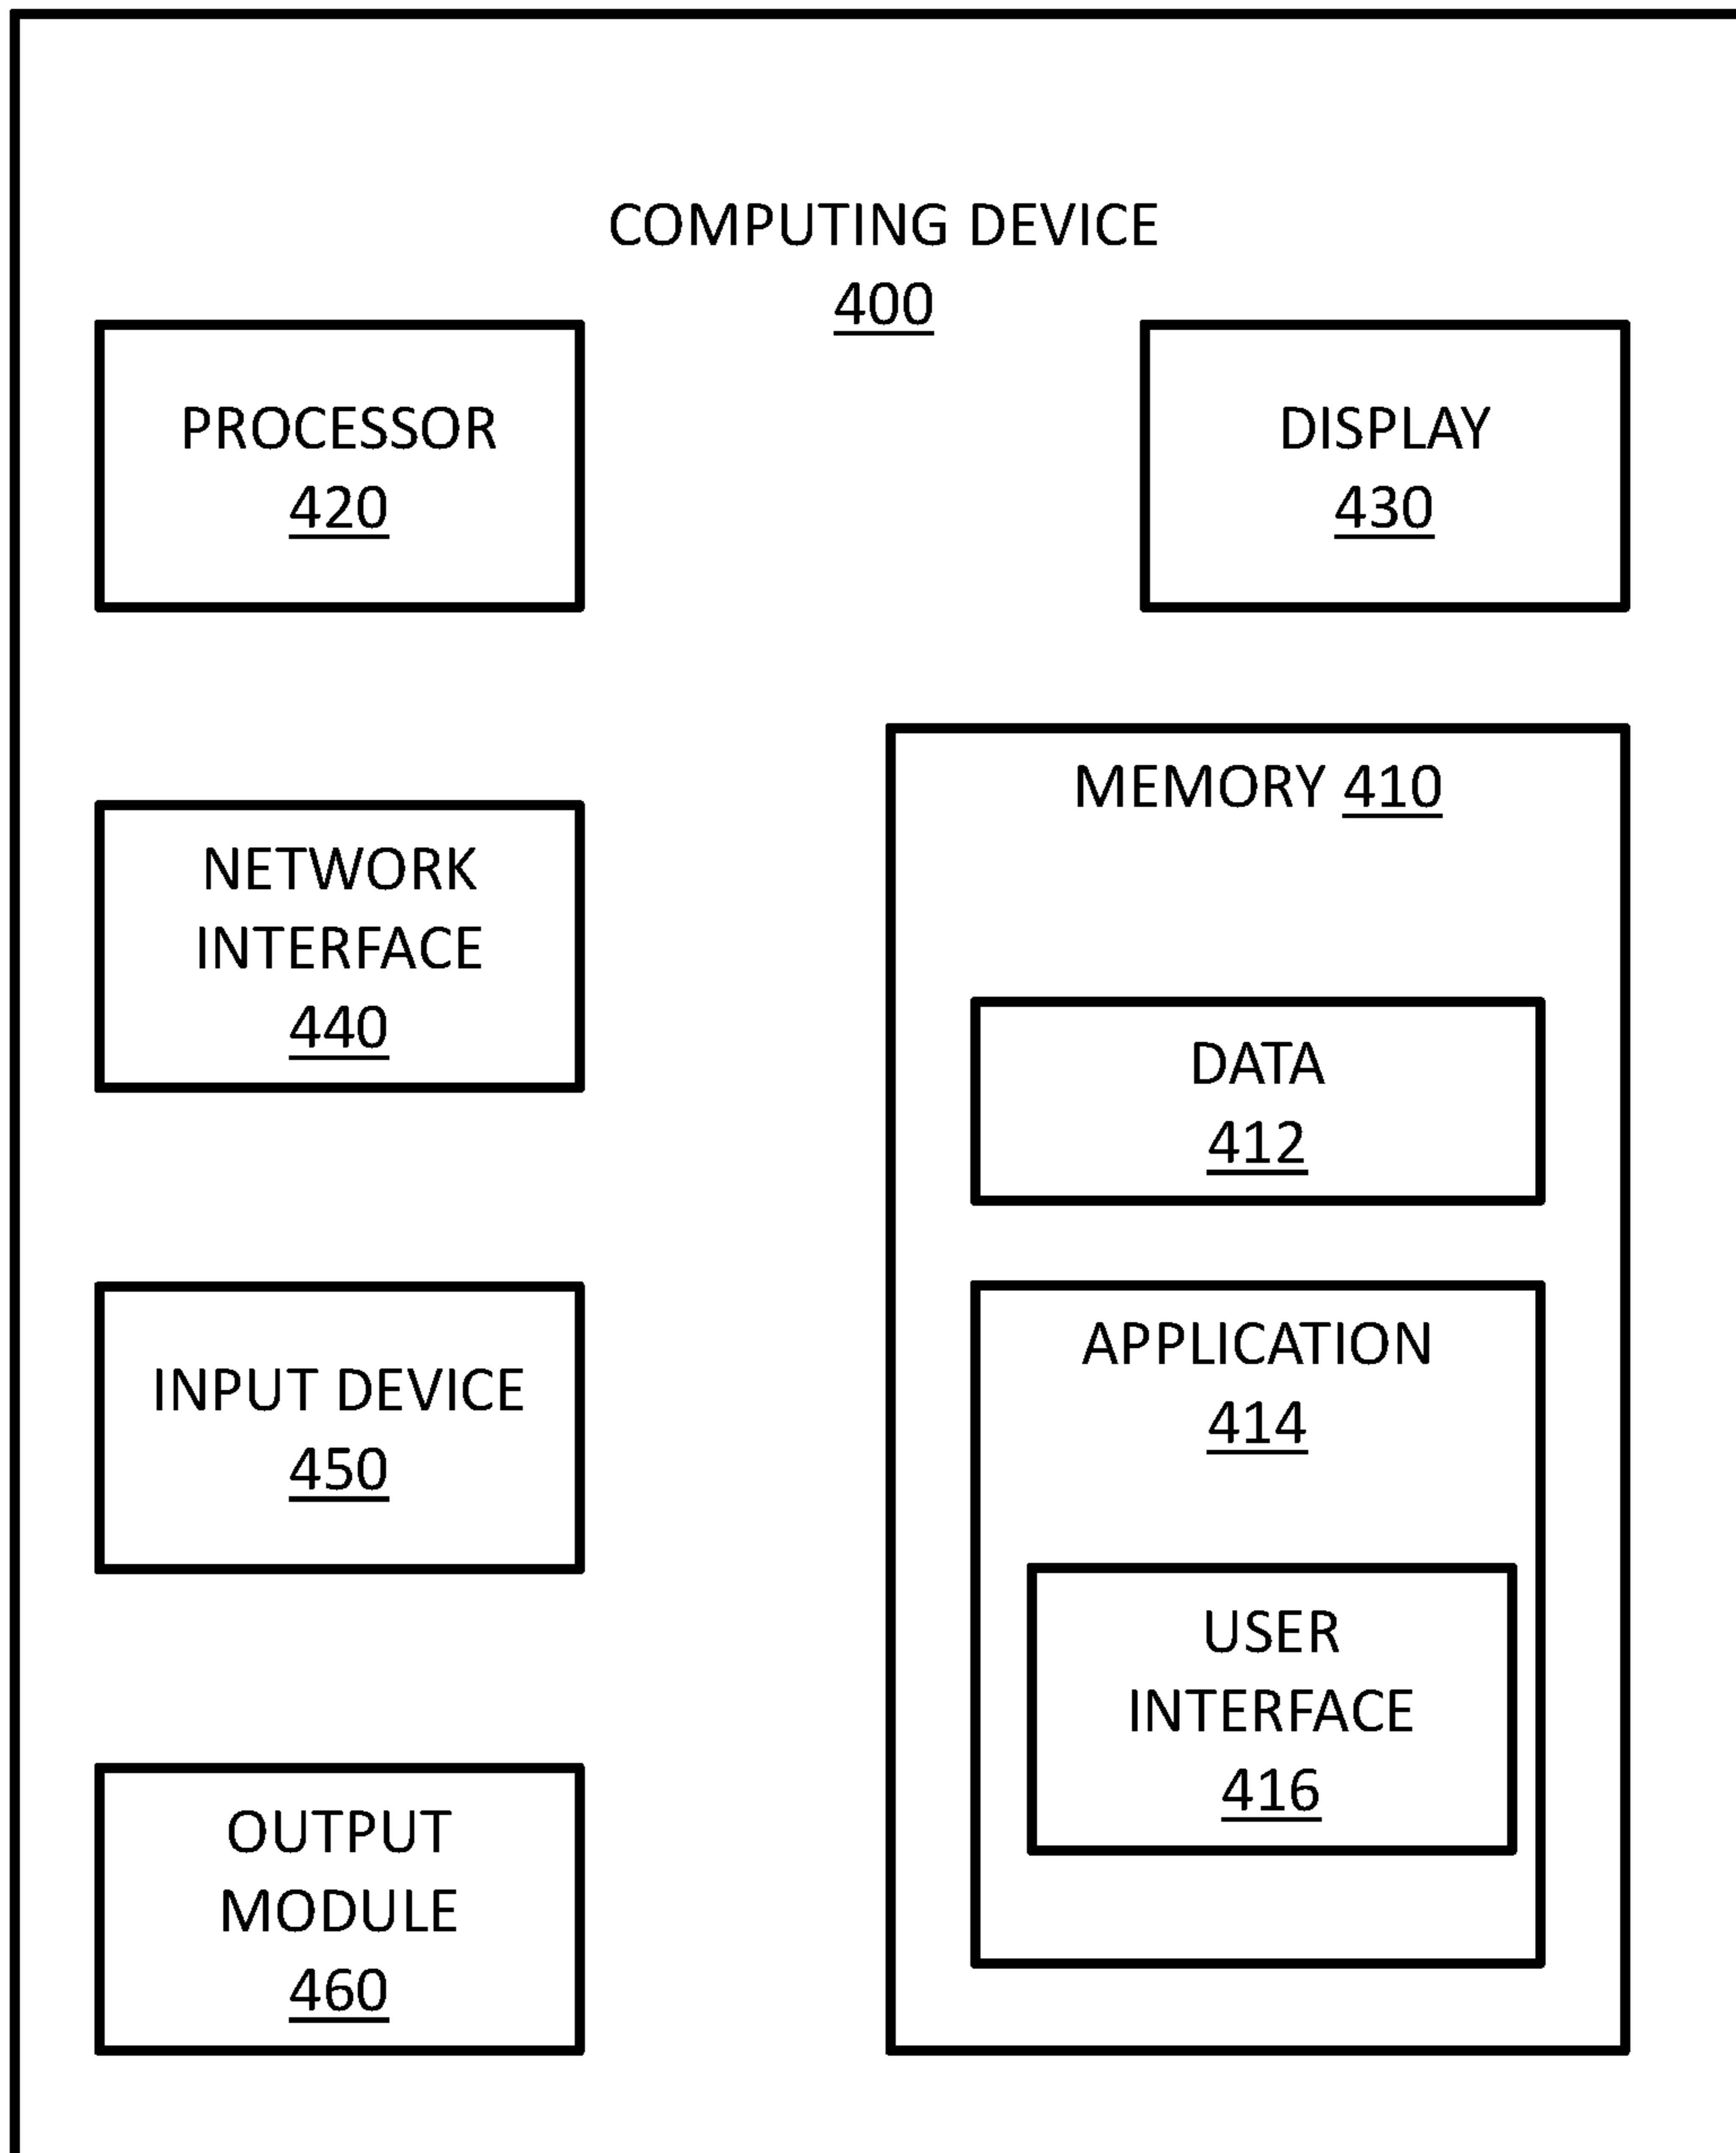 COMPUTING DEVICE
400
PROCESSOR
420
DISPLAY
430
NETWORK
INTERFACE
440
INPUT DEVICE
450
OUTPUT
MODULE
460
MEMORY 410
DATA
412
APPLICATION
414
USER
INTERFACE
416